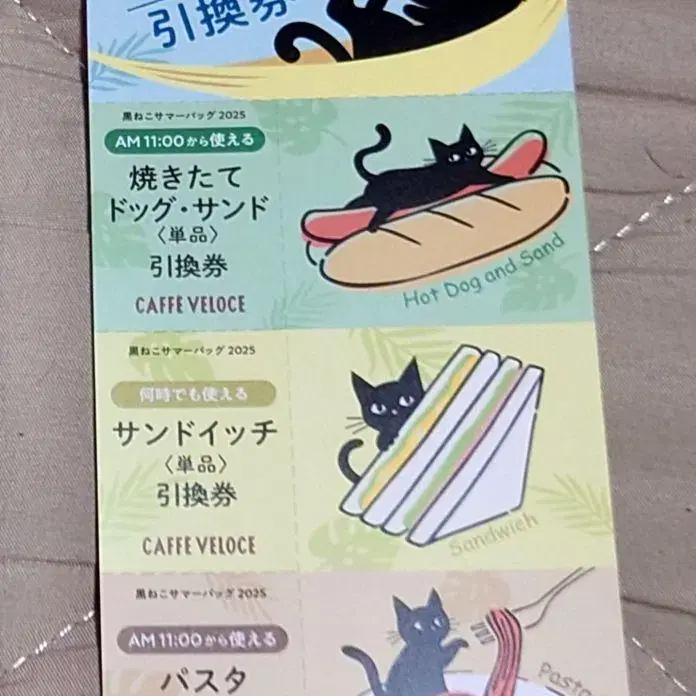 引換券
黒ねこサマーバッグ 2025
AM 11:00から使える
焼きたて
ドッグ・サンド
〈単品〉
引換券
CAFFE VELOCE
Hot Dog and Sand
黒ねこサマーバッグ 2025
何時でも使える
サンドイッチ
〈単品〉
引換券
CAFFE VELOCE
Sandwich
黒ねこサマーバッグ 2025
AM 11:00から使える
パスタ
Pasta